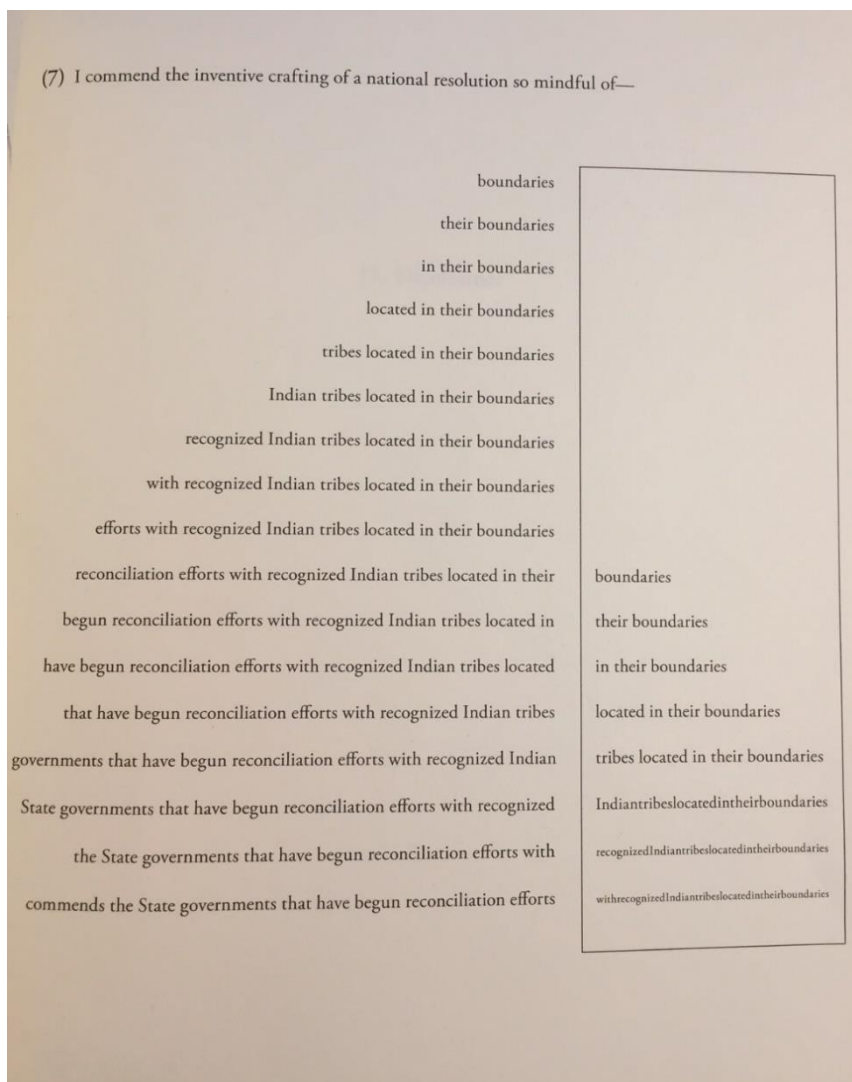 (7) I commend the inventive crafting of a national resolution so mindful of—
boundaries
their boundaries
in their boundaries
located in their boundaries
tribes located in their boundaries
Indian tribes located in their boundaries
recognized Indian tribes located in their boundaries
with recognized Indian tribes located in their boundaries
efforts with recognized Indian tribes located in their boundaries
reconciliation efforts with recognized Indian tribes located in their boundaries
begun reconciliation efforts with recognized Indian tribes located in their boundaries
have begun reconciliation efforts with recognized Indian tribes located in their boundaries
that have begun reconciliation efforts with recognized Indian tribes located in their boundaries
governments that have begun reconciliation efforts with recognized Indian tribes located in their boundaries
State governments that have begun reconciliation efforts with recognized Indiantribeslocatedintheirboundaries
the State governments that have begun reconciliation efforts with recognizedIndiantribeslocatedintheirboundaries
commends the State governments that have begun reconciliation efforts withrecognizedIndiantribeslocatedintheirboundaries